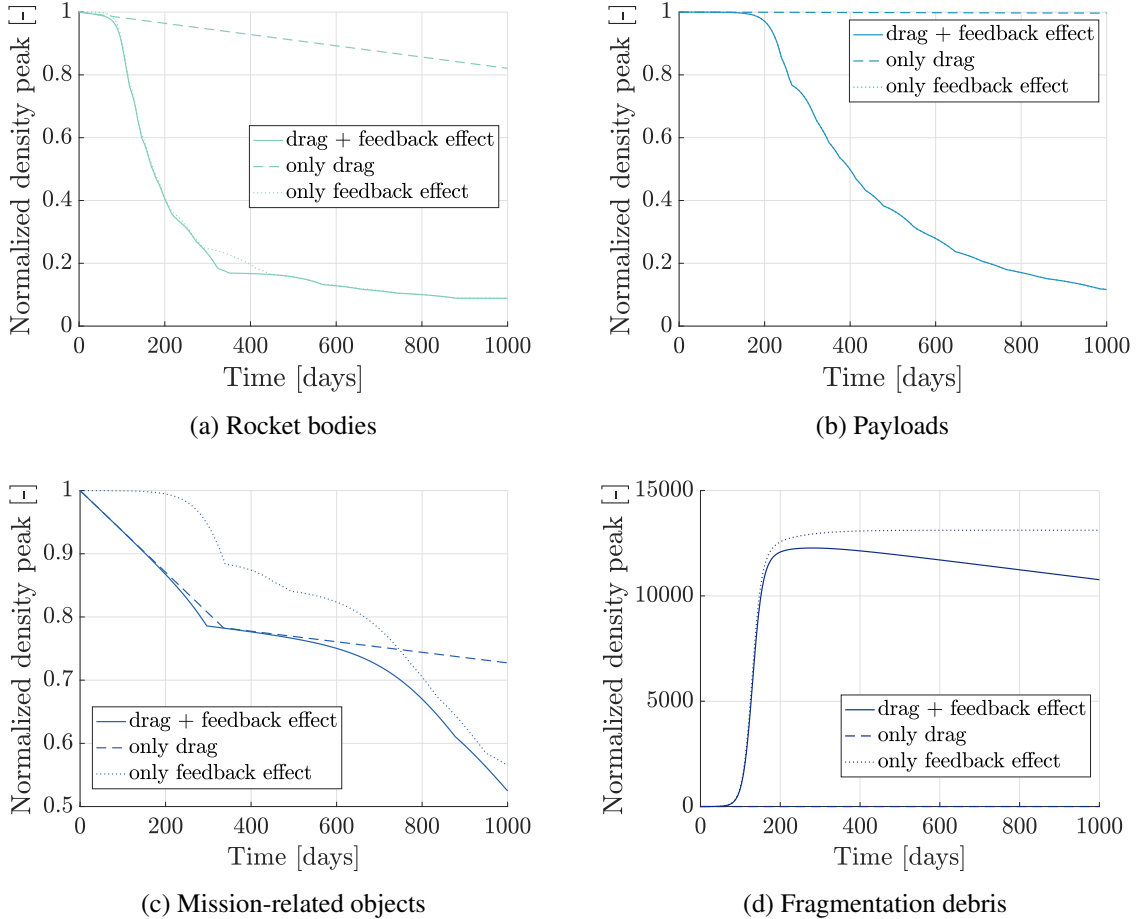 Normalized density peak [-]
1
0.8
0.6
0.4
0.2
0
drag + feedback effect
only drag
only feedback effect
0 200 400 600 800 1000
Time [days]
(a) Rocket bodies
Normalized density peak [-]
1
0.8
0.6
0.4
0.2
0
drag + feedback effect
only drag
only feedback effect
0 200 400 600 800 1000
Time [days]
(b) Payloads
Normalized density peak [-]
1
0.9
0.8
0.7
0.6
0.5
drag + feedback effect
only drag
only feedback effect
0 200 400 600 800 1000
Time [days]
(c) Mission-related objects
Normalized density peak [-]
15000
10000
5000
0
drag + feedback effect
only drag
only feedback effect
0 200 400 600 800 1000
Time [days]
(d) Fragmentation debris